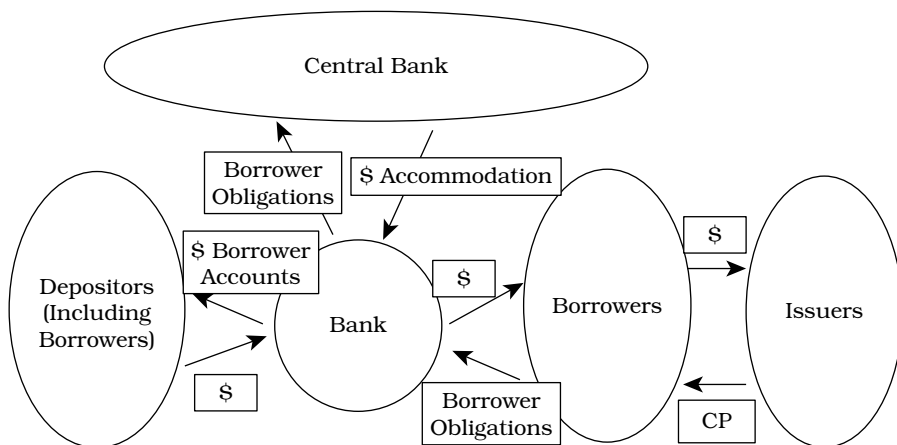 Central Bank
Borrower
Obligations
$ Accommodation
$ Borrower
Accounts
$
$
Depositors
(Including
Borrowers)
Bank
Borrowers
Issuers
$
Borrower
Obligations
CP